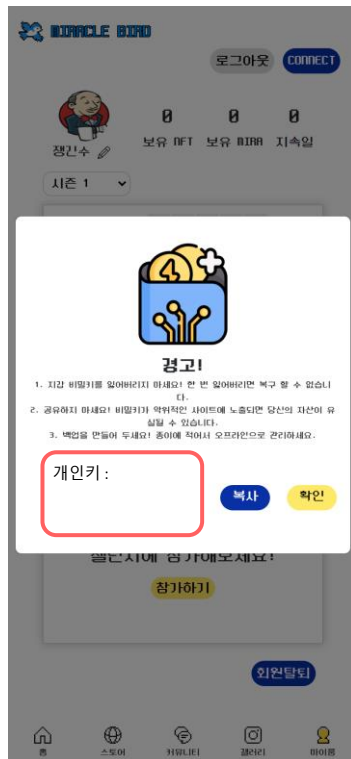 MIRACLE BIRD
로그아웃 CONNECT
0 0 0
보유 NFT 보유 MIRA 지속일
쟁긴수
시즌 1
경고!
1. 지갑 비밀키를 잃어버리지 마세요! 한 번 잃어버리면 복구 할 수 없습니
다.
2. 공유하지 마세요! 비밀키가 악위적인 사이트에 노출되면 당신의 자산이 유
실될 수 있습니다.
3. 백업을 만들어 두세요! 종이에 적어서 오프라인으로 관리하세요.
개인키 :
복사 확인
챌린지에 참가해보세요!
참가하기
회원탈퇴
홈 스토어 커뮤니티 갤러리 마이룸